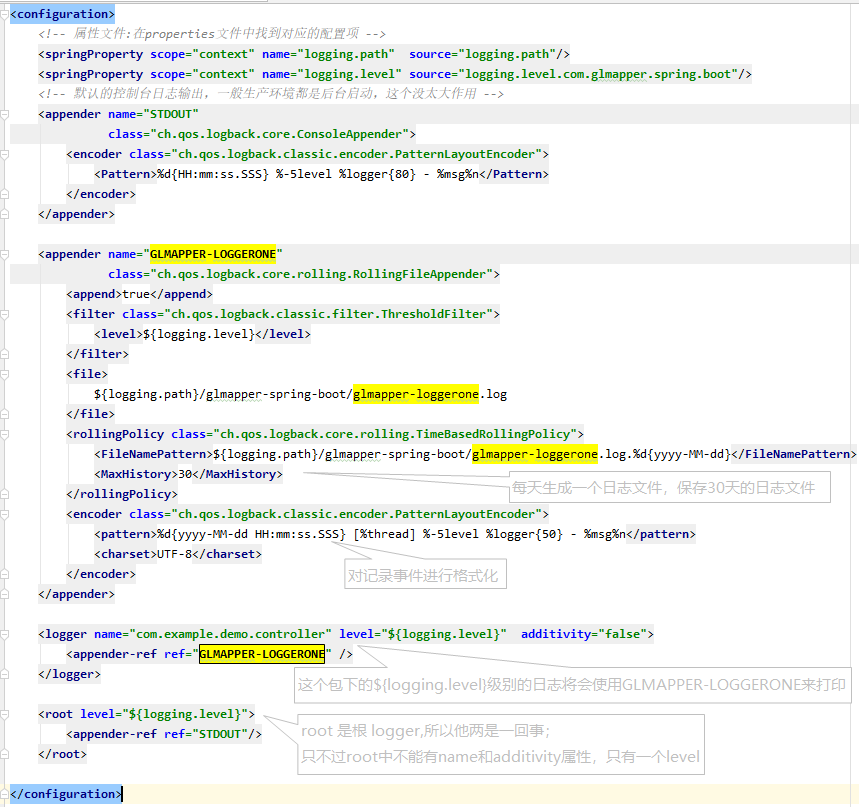 <configuration>
<!-- 属性文件:在properties文件中找到对应的配置项 -->
<springProperty scope="context" name="logging.path"  source="logging.path"/>
<springProperty scope="context" name="logging.level" source="logging.level.com.glmapper.spring.boot"/>
<!-- 默认的控制台日志输出，一般生产环境都是后台启动，这个没太大作用 -->
<appender name="STDOUT"
class="ch.qos.logback.core.ConsoleAppender">
<encoder class="ch.qos.logback.classic.encoder.PatternLayoutEncoder">
<Pattern>%d{HH:mm:ss.SSS} %-5level %logger{80} - %msg%n</Pattern>
</encoder>
</appender>
<appender name="GLMAPPER-LOGGERONE"
class="ch.qos.logback.core.rolling.RollingFileAppender">
<append>true</append>
<filter class="ch.qos.logback.classic.filter.ThresholdFilter">
<level>${logging.level}</level>
</filter>
<file>
${logging.path}/glmapper-spring-boot/glmapper-loggerone.log
</file>
<rollingPolicy class="ch.qos.logback.core.rolling.TimeBasedRollingPolicy">
<FileNamePattern>${logging.path}/glmapper-spring-boot/glmapper-loggerone.log.%d{yyyy-MM-dd}</FileNamePattern>
<MaxHistory>30</MaxHistory>
每天生成一个日志文件，保存30天的日志文件
</rollingPolicy>
<encoder class="ch.qos.logback.classic.encoder.PatternLayoutEncoder">
<pattern>%d{yyyy-MM-dd HH:mm:ss.SSS} [%thread] %-5level %logger{50} - %msg%n</pattern>
<charset>UTF-8</charset>
对记录事件进行格式化
</encoder>
</appender>
<logger name="com.example.demo.controller" level="${logging.level}"  additivity="false">
<appender-ref ref="GLMAPPER-LOGGERONE" />
</logger>
这个包下的${logging.level}级别的日志将会使用GLMAPPER-LOGGERONE来打印
<root level="${logging.level}">
<appender-ref ref="STDOUT"/>
</root>
root 是根 logger,所以他两是一回事；
只不过root中不能有name和additivity属性，只有一个level
</configuration>